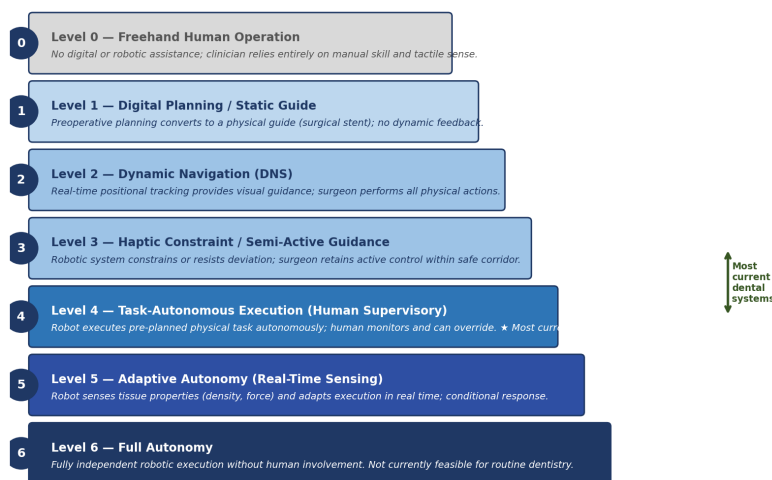 0
Level 0 — Freehand Human Operation
No digital or robotic assistance; clinician relies entirely on manual skill and tactile sense.
1
Level 1 — Digital Planning / Static Guide
Preoperative planning converts to a physical guide (surgical stent); no dynamic feedback.
2
Level 2 — Dynamic Navigation (DNS)
Real-time positional tracking provides visual guidance; surgeon performs all physical actions.
3
Level 3 — Haptic Constraint / Semi-Active Guidance
Robotic system constrains or resists deviation; surgeon retains active control within safe corridor.
Most
current
dental
systems
4
Level 4 — Task-Autonomous Execution (Human Supervisory)
Robot executes pre-planned physical task autonomously; human monitors and can override. ★ Most
5
Level 5 — Adaptive Autonomy (Real-Time Sensing)
Robot senses tissue properties (density, force) and adapts execution in real time; conditional response.
6
Level 6 — Full Autonomy
Fully independent robotic execution without human involvement. Not currently feasible for routine dentistry.